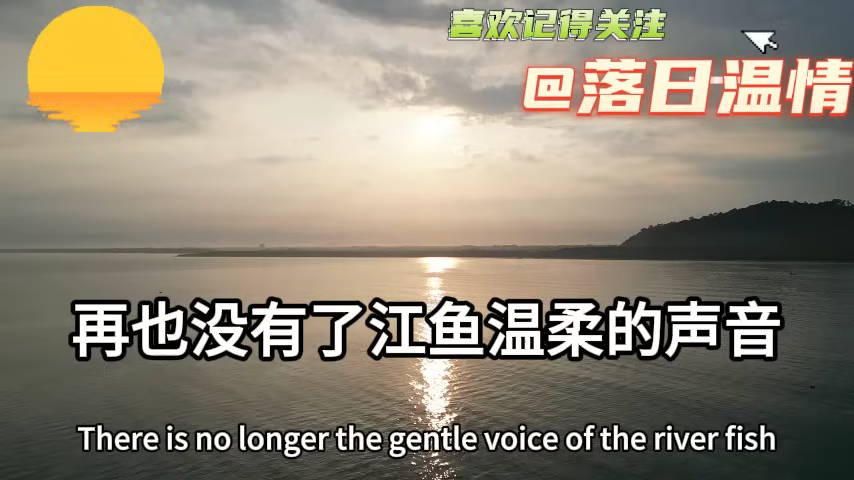 喜欢记得关注
@落日温情
再也没有了江鱼温柔的声音
There is no longer the gentle voice of the river fish